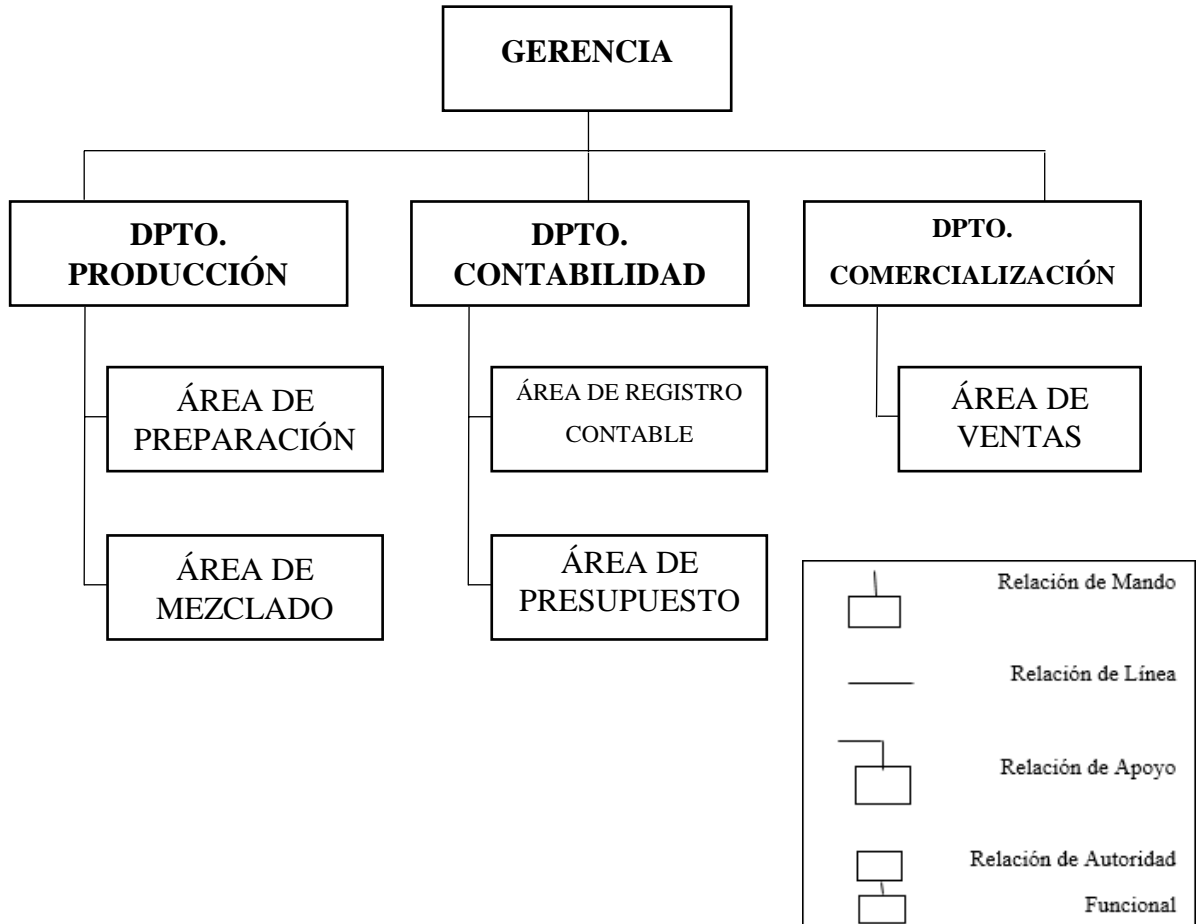 GERENCIA
DPTO.
PRODUCCIÓN
DPTO.
CONTABILIDAD
DPTO.
COMERCIALIZACIÓN
ÁREA DE
PREPARACIÓN
ÁREA DE REGISTRO
CONTABLE
ÁREA DE
VENTAS
ÁREA DE
MEZCLADO
ÁREA DE
PRESUPUESTO
Relación de Mando
Relación de Línea
Relación de Apoyo
Relación de Autoridad
Funcional